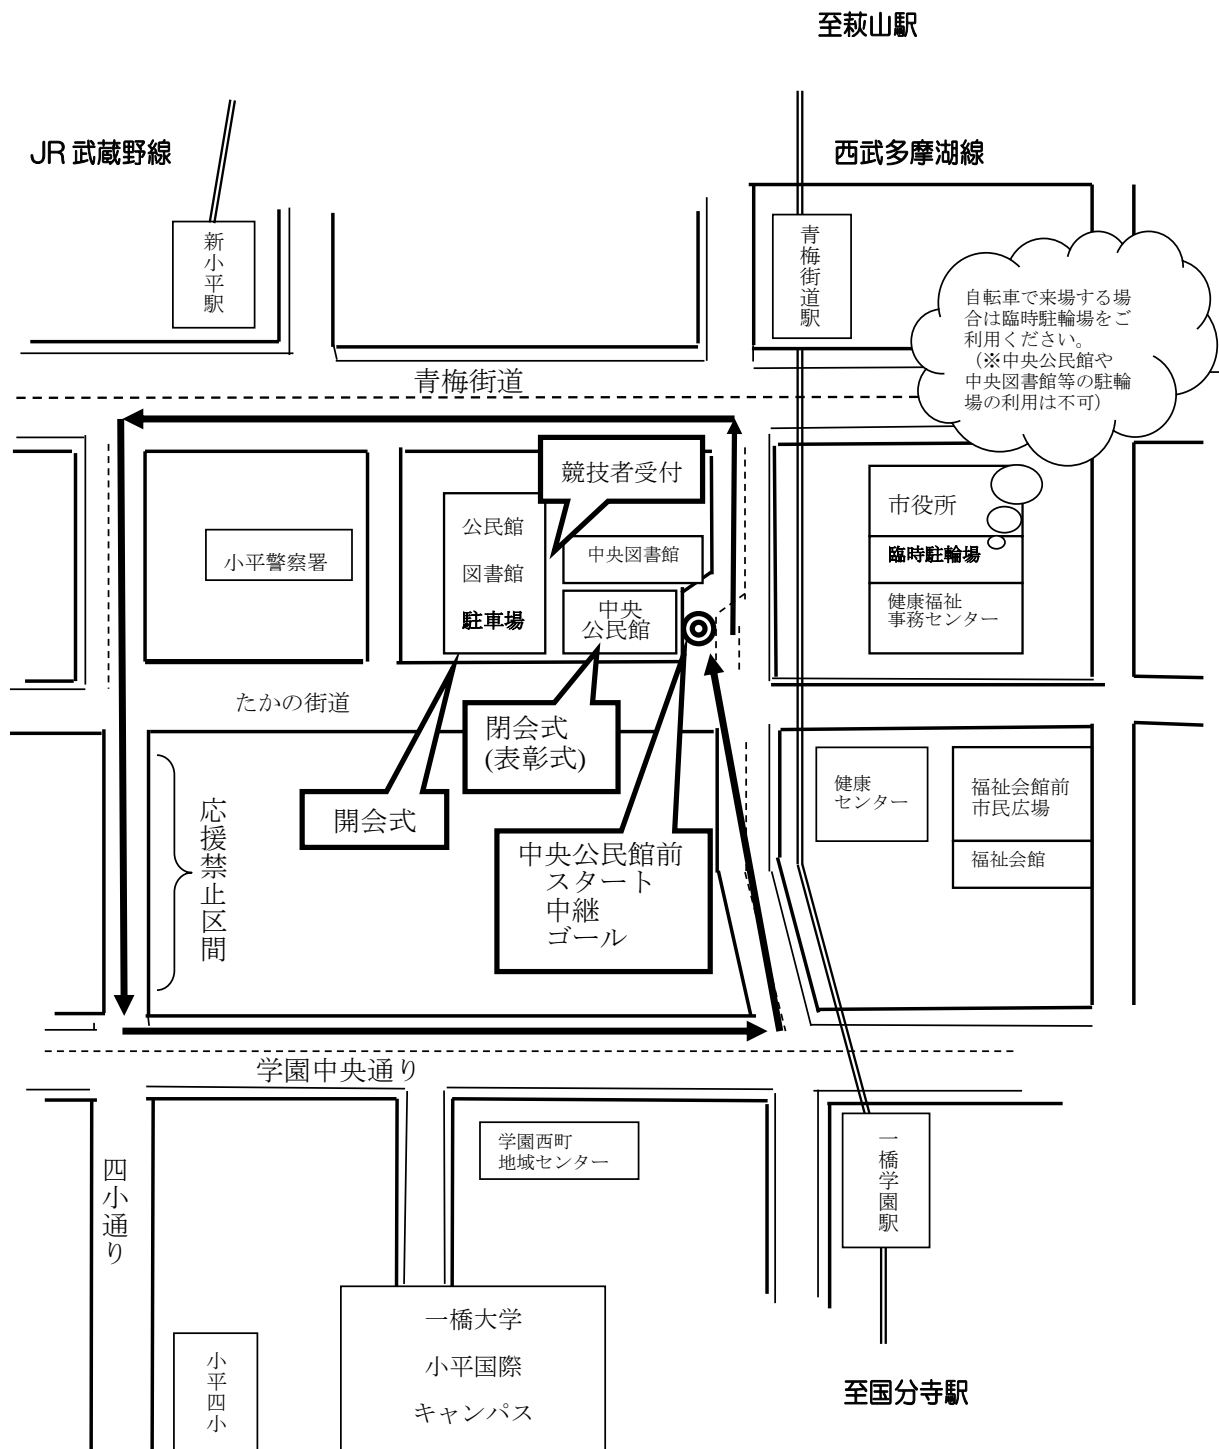 至萩山駅
JR 武蔵野線
西武多摩湖線
新小平駅
青梅街道駅
自転車で来場する場
合は臨時駐輪場をご
利用ください。
（※中央公民館や
中央図書館等の駐輪
場の利用は不可）
青梅街道
競技者受付
市役所
公民館
図書館
駐車場
中央図書館
臨時駐輪場
小平警察署
中央
公民館
健康福祉
事務センター
たかの街道
閉会式
(表彰式)
健康
センター
福祉会館前
市民広場
福祉会館
応援禁止区間
開会式
中央公民館前
スタート
中継
ゴール
学園中央通り
学園西町
地域センター
一橋学園駅
四小通り
一橋大学
小平国際
キャンパス
小平四小
至国分寺駅